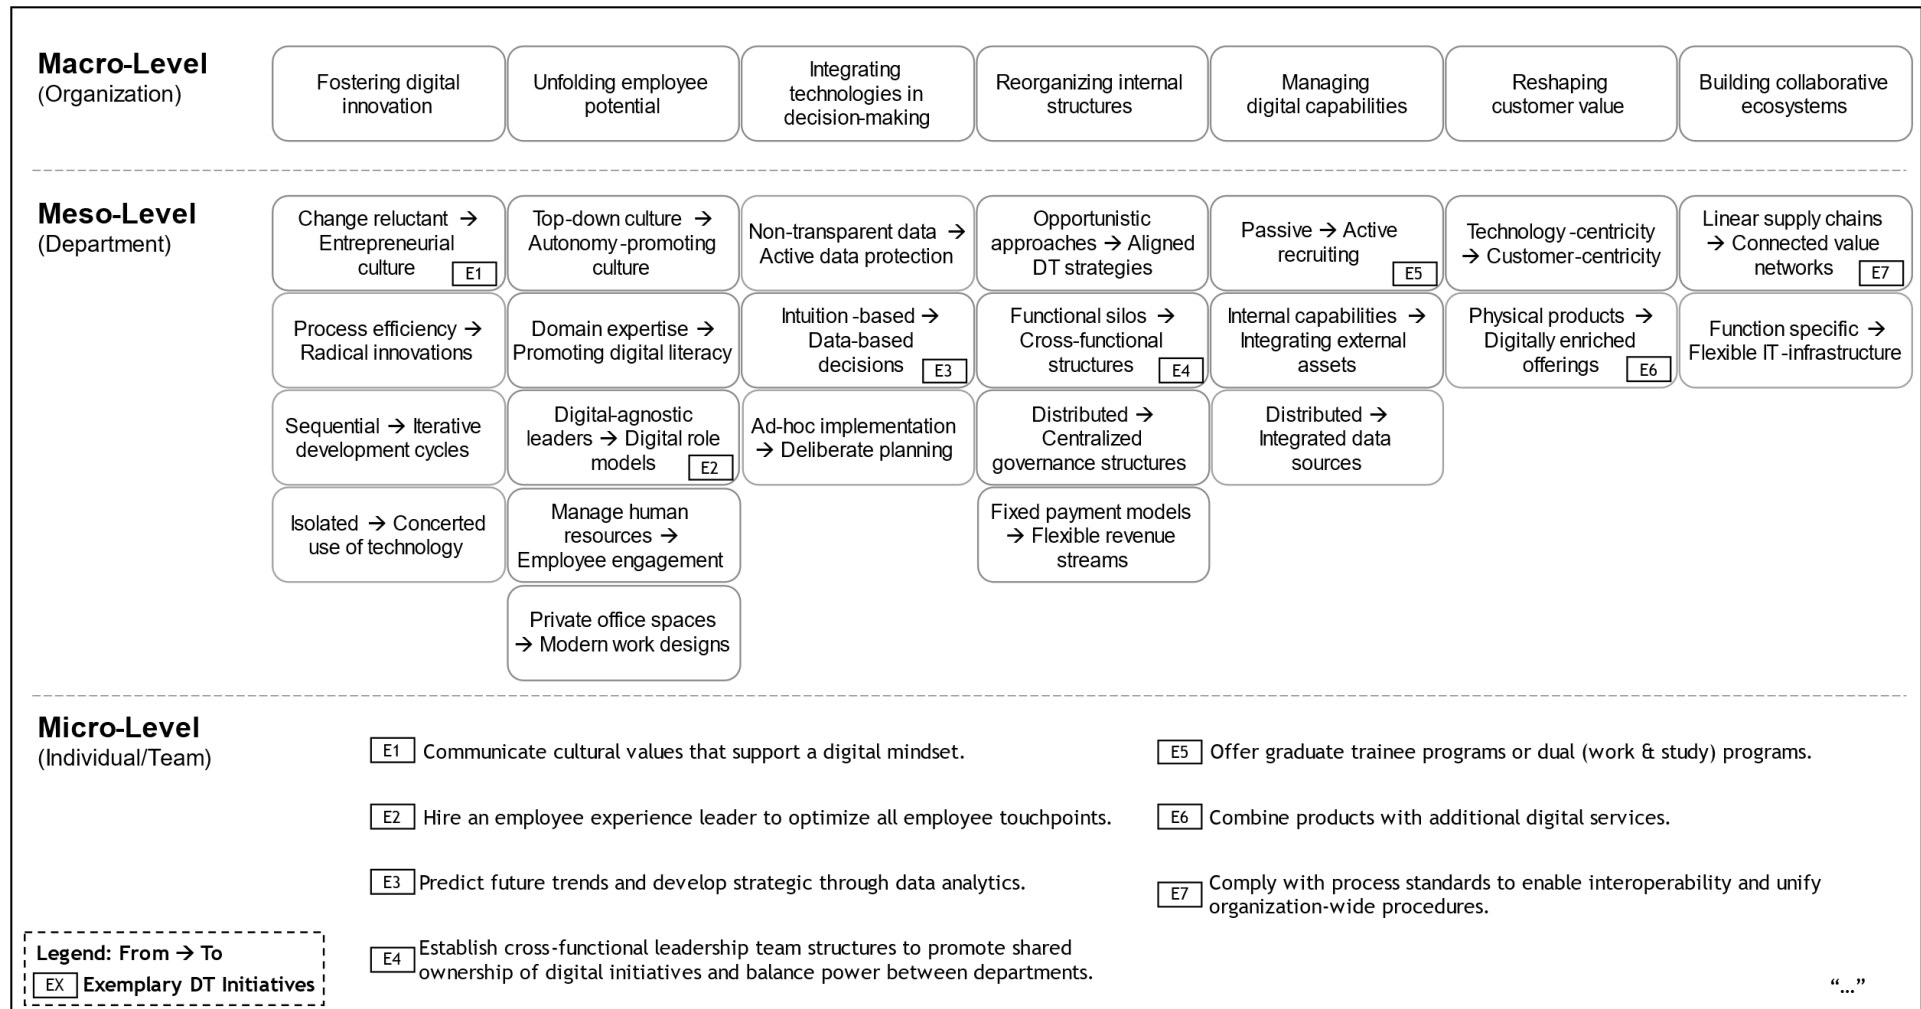 Macro-Level
(Organization)
Fostering digital
innovation
Unfolding employee
potential
Integrating
technologies in
decision-making
Reorganizing internal
structures
Managing
digital capabilities
Reshaping
customer value
Building collaborative
ecosystems
Meso-Level
(Department)
Change reluctant →
Entrepreneurial
culture
E1
Process efficiency →
Radical innovations
Sequential → Iterative
development cycles
Isolated → Concerted
use of technology
Top-down culture →
Autonomy-promoting
culture
Domain expertise →
Promoting digital literacy
Digital-agnostic
leaders → Digital role
models
E2
Manage human
resources →
Employee engagement
Private office spaces
→ Modern work designs
Non-transparent data →
Active data protection
Intuition-based →
Data-based
decisions
E3
Ad-hoc implementation
→ Deliberate planning
Opportunistic
approaches → Aligned
DT strategies
Functional silos →
Cross-functional
structures
E4
Distributed →
Centralized
governance structures
Fixed payment models
→ Flexible revenue
streams
Passive → Active
recruiting
E5
Internal capabilities →
Integrating external
assets
Distributed →
Integrated data
sources
Technology-centricity
→ Customer-centricity
Physical products →
Digitally enriched
offerings
E6
Linear supply chains
→ Connected value
networks
E7
Function specific →
Flexible IT-infrastructure
Micro-Level
(Individual/Team)
E1 Communicate cultural values that support a digital mindset.
E2 Hire an employee experience leader to optimize all employee touchpoints.
E3 Predict future trends and develop strategic through data analytics.
E4 Establish cross-functional leadership team structures to promote shared
ownership of digital initiatives and balance power between departments.
E5 Offer graduate trainee programs or dual (work & study) programs.
E6 Combine products with additional digital services.
E7 Comply with process standards to enable interoperability and unify
organization-wide procedures.
Legend: From → To
EX Exemplary DT Initiatives
“…”